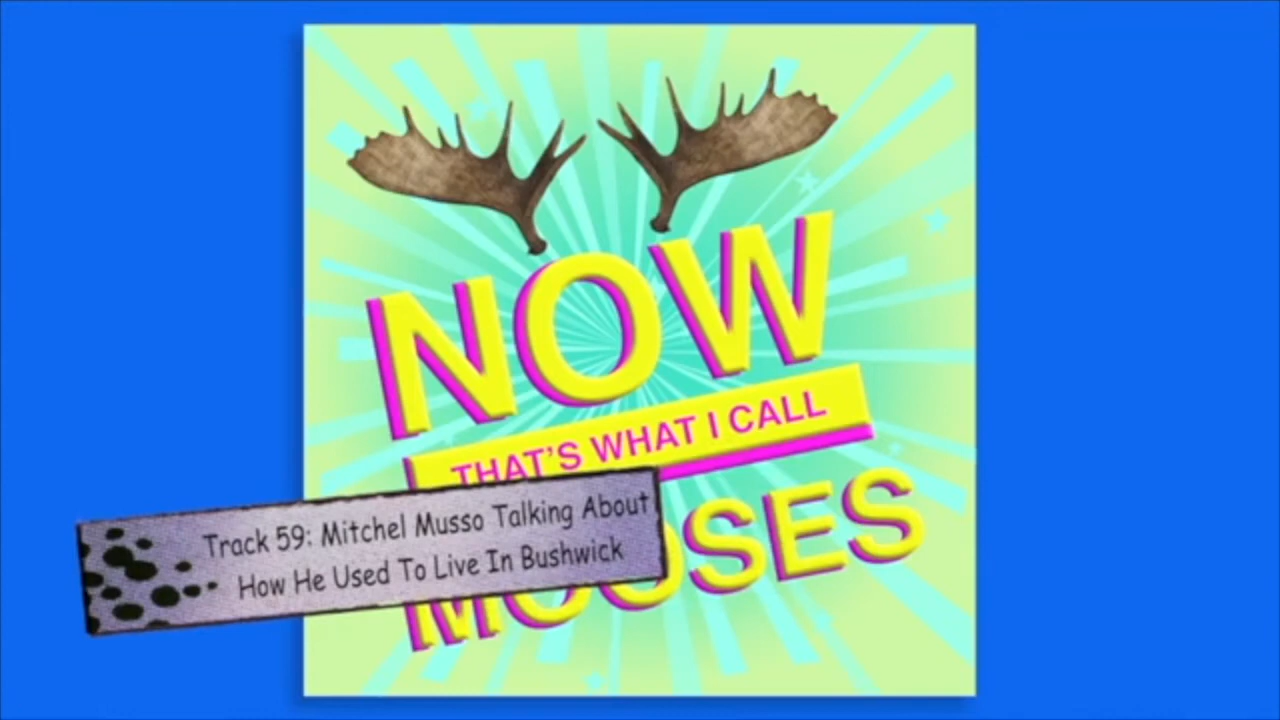 NOW
THAT'S WHAT I CALL
MOOSES
Track 59: Mitchel Musso Talking About
How He Used To Live In Bushwick